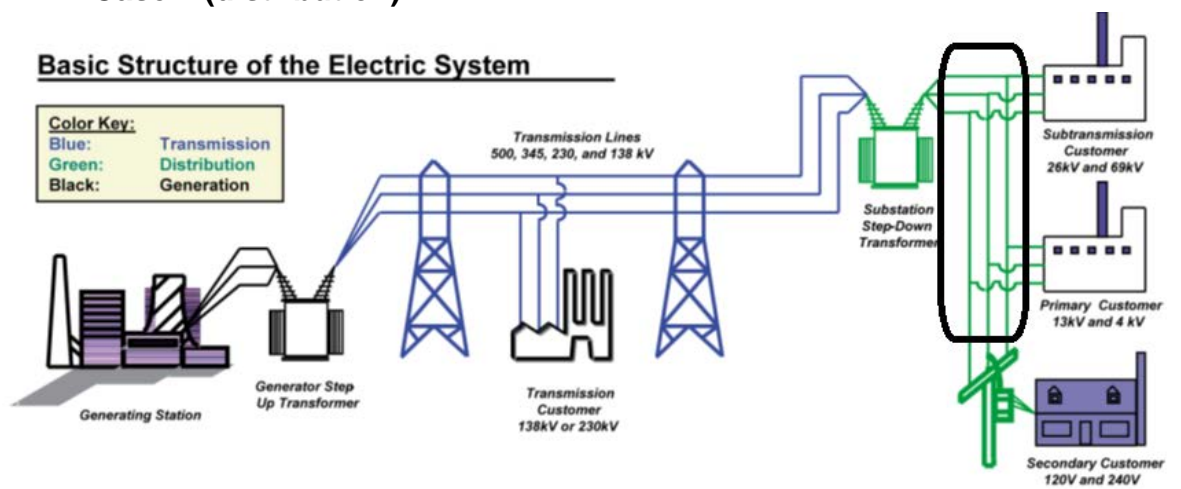 Basic Structure of the Electric System
Color Key:
Blue: Transmission
Green: Distribution
Black: Generation
Transmission Lines
500, 345, 230, and 138 kV
Subtransmission
Customer
26kV and 69kV
Substation
Step-Down
Transformer
Primary Customer
13kV and 4 kV
Generating Station
Generator Step
Up Transformer
Transmission
Customer
138kV or 230kV
Secondary Customer
120V and 240V